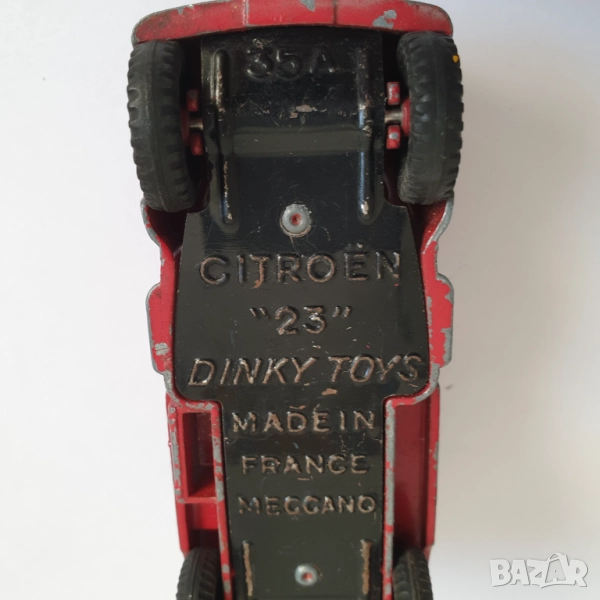 35A
CITROËN
"23"
DINKY TOYS
MADE IN
FRANCE
MECCANO
BAZAR